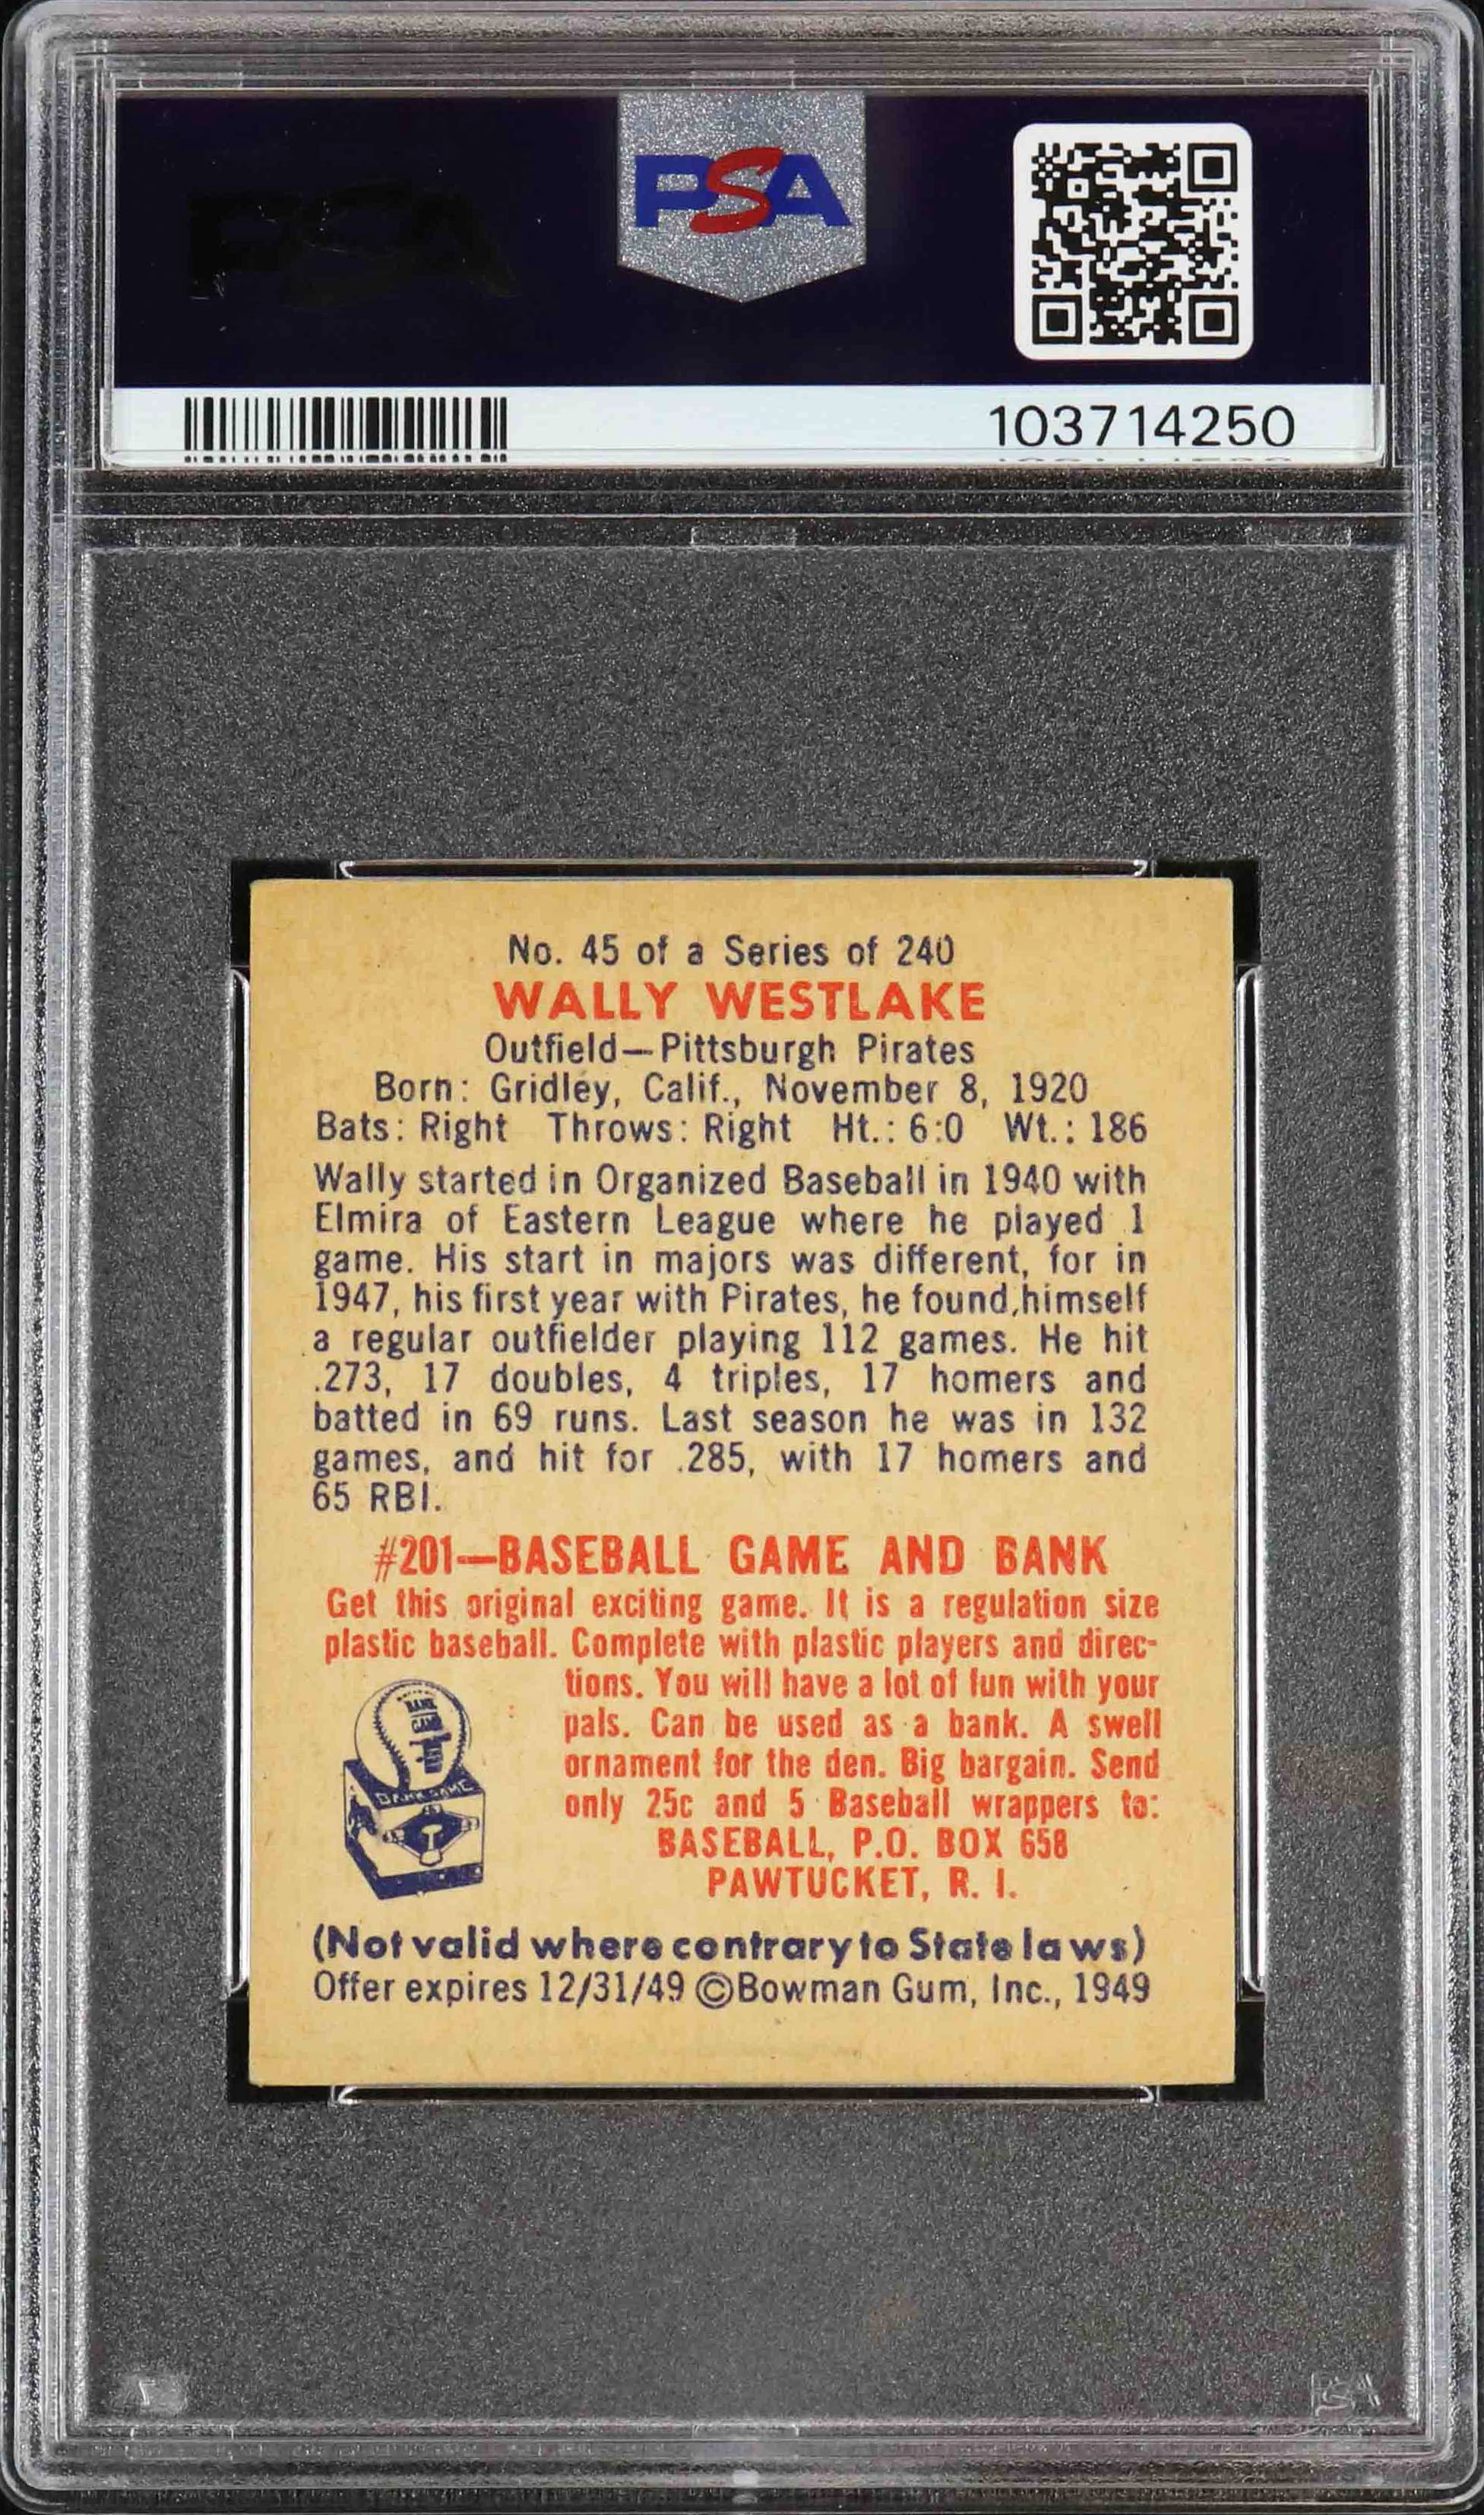 PSA
103714250
No. 45 of a Series of 240
WALLY WESTLAKE
Outfield—Pittsburgh Pirates
Born: Gridley, Calif., November 8, 1920
Bats: Right Throws: Right Ht.: 6:0 Wt.: 186
Wally started in Organized Baseball in 1940 with
Elmira of Eastern League where he played 1
game. His start in majors was different, for in
1947, his first year with Pirates, he found himself
a regular outfielder playing 112 games. He hit
.273, 17 doubles, 4 triples, 17 homers and
batted in 69 runs. Last season he was in 132
games, and hit for .285, with 17 homers and
65 RBI.
#201—BASEBALL GAME AND BANK
Get this original exciting game. It is a regulation size
plastic baseball. Complete with plastic players and direc-
tions. You will have a lot of fun with your
pals. Can be used as a bank. A swell
ornament for the den. Big bargain. Send
only 25c and 5 Baseball wrappers to:
BASEBALL, P.O. BOX 658
PAWTUCKET, R. I.
BANK
GAME
BANK GAME
(Not valid where contrary to State laws)
Offer expires 12/31/49 ©Bowman Gum, Inc., 1949
PSA